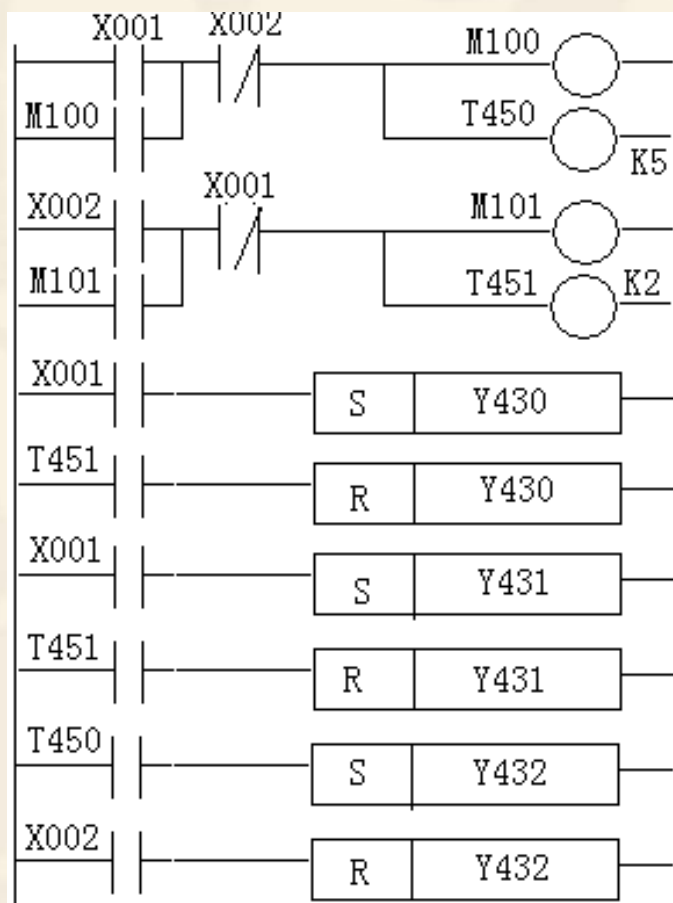 X001 X002 M100
M100 T450 K5
X002 X001 M101
M101 T451 K2
X001 S Y430
T451 R Y430
X001 S Y431
T451 R Y431
T450 S Y432
X002 R Y432